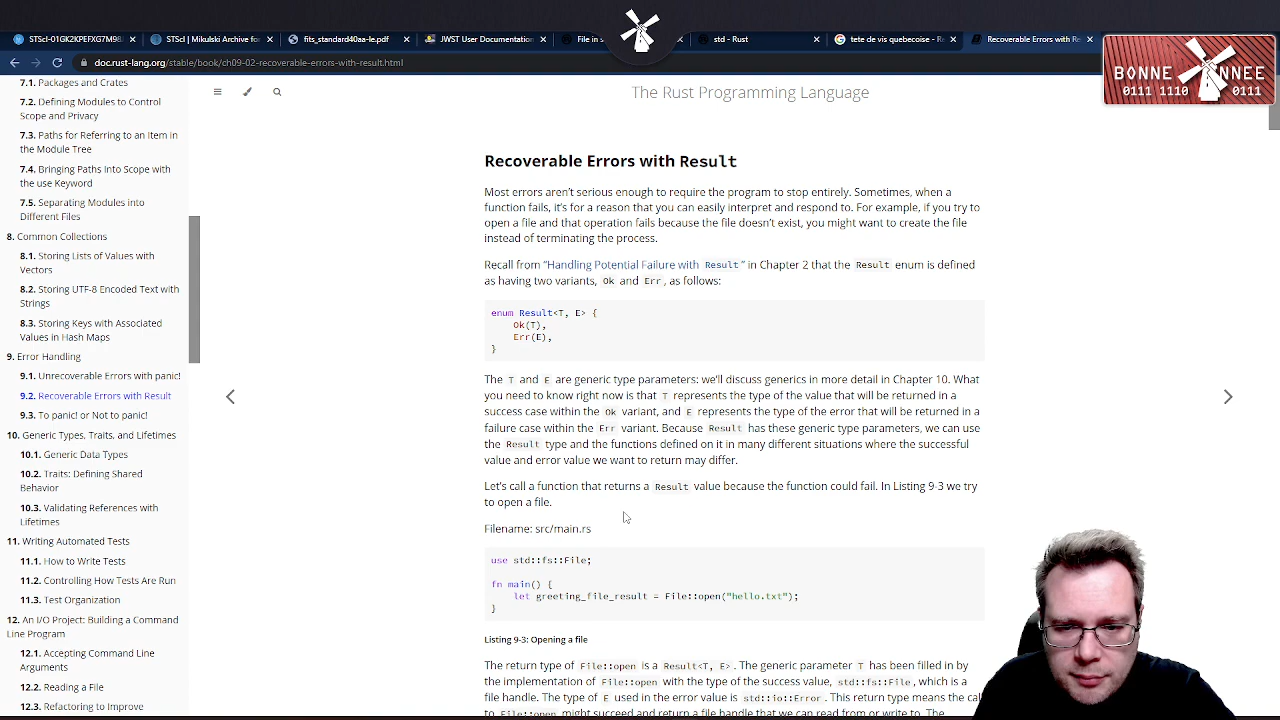 STScI-01GK2KPEFXG7M98
STScI | Mikulski Archive fo
fits_standard40aa-le.pdf
JWST User Documentation
File in s
std - Rust
tete de vis quebecoise - Re
Recoverable Errors with Re
doc.rust-lang.org/stable/book/ch09-02-recoverable-errors-with-result.html
BONNE
NNEE
0111 1110
0111
7.1. Packages and Crates
7.2. Defining Modules to Control
Scope and Privacy
7.3. Paths for Referring to an Item in
the Module Tree
7.4. Bringing Paths Into Scope with
the use Keyword
7.5. Separating Modules into
Different Files
8. Common Collections
8.1. Storing Lists of Values with
Vectors
8.2. Storing UTF-8 Encoded Text with
Strings
8.3. Storing Keys with Associated
Values in Hash Maps
9. Error Handling
9.1. Unrecoverable Errors with panic!
9.2. Recoverable Errors with Result
9.3. To panic! or Not to panic!
10. Generic Types, Traits, and Lifetimes
10.1. Generic Data Types
10.2. Traits: Defining Shared
Behavior
10.3. Validating References with
Lifetimes
11. Writing Automated Tests
11.1. How to Write Tests
11.2. Controlling How Tests Are Run
11.3. Test Organization
12. An I/O Project: Building a Command
Line Program
12.1. Accepting Command Line
Arguments
12.2. Reading a File
12.3. Refactoring to Improve
The Rust Programming Language
Recoverable Errors with Result
Most errors aren't serious enough to require the program to stop entirely. Sometimes, when a
function fails, it's for a reason that you can easily interpret and respond to. For example, if you try to
open a file and that operation fails because the file doesn't exist, you might want to create the file
instead of terminating the process.
Recall from "Handling Potential Failure with Result" in Chapter 2 that the Result enum is defined
as having two variants, Ok and Err, as follows:
enum Result<T, E> {
Ok(T),
Err(E),
}
The T and E are generic type parameters: we'll discuss generics in more detail in Chapter 10. What
you need to know right now is that T represents the type of the value that will be returned in a
success case within the Ok variant, and E represents the type of the error that will be returned in a
failure case within the Err variant. Because Result has these generic type parameters, we can use
the Result type and the functions defined on it in many different situations where the successful
value and error value we want to return may differ.
Let's call a function that returns a Result value because the function could fail. In Listing 9-3 we try
to open a file.
Filename: src/main.rs
use std::fs::File;
fn main() {
let greeting_file_result = File::open("hello.txt");
}
Listing 9-3: Opening a file
The return type of File::open is a Result<T, E>. The generic parameter T has been filled in by
the implementation of File::open with the type of the success value, std::fs::File, which is a
file handle. The type of E used in the error value is std::io::Error. This return type means the cal
to File::open might succeed and return a file handle that we can read from or write to. The